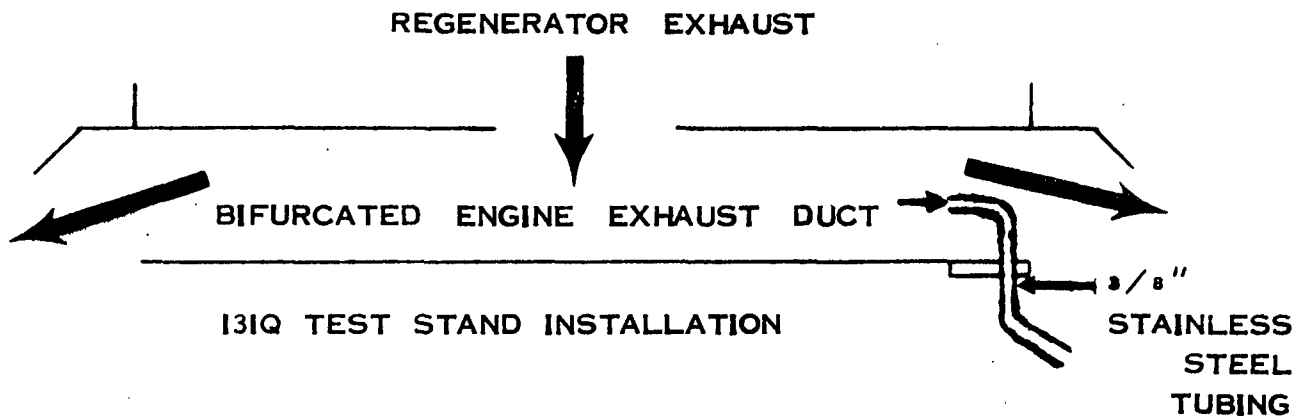 REGENERATOR EXHAUST
BIFURCATED ENGINE EXHAUST DUCT
3/8"
131Q TEST STAND INSTALLATION
STAINLESS
STEEL
TUBING